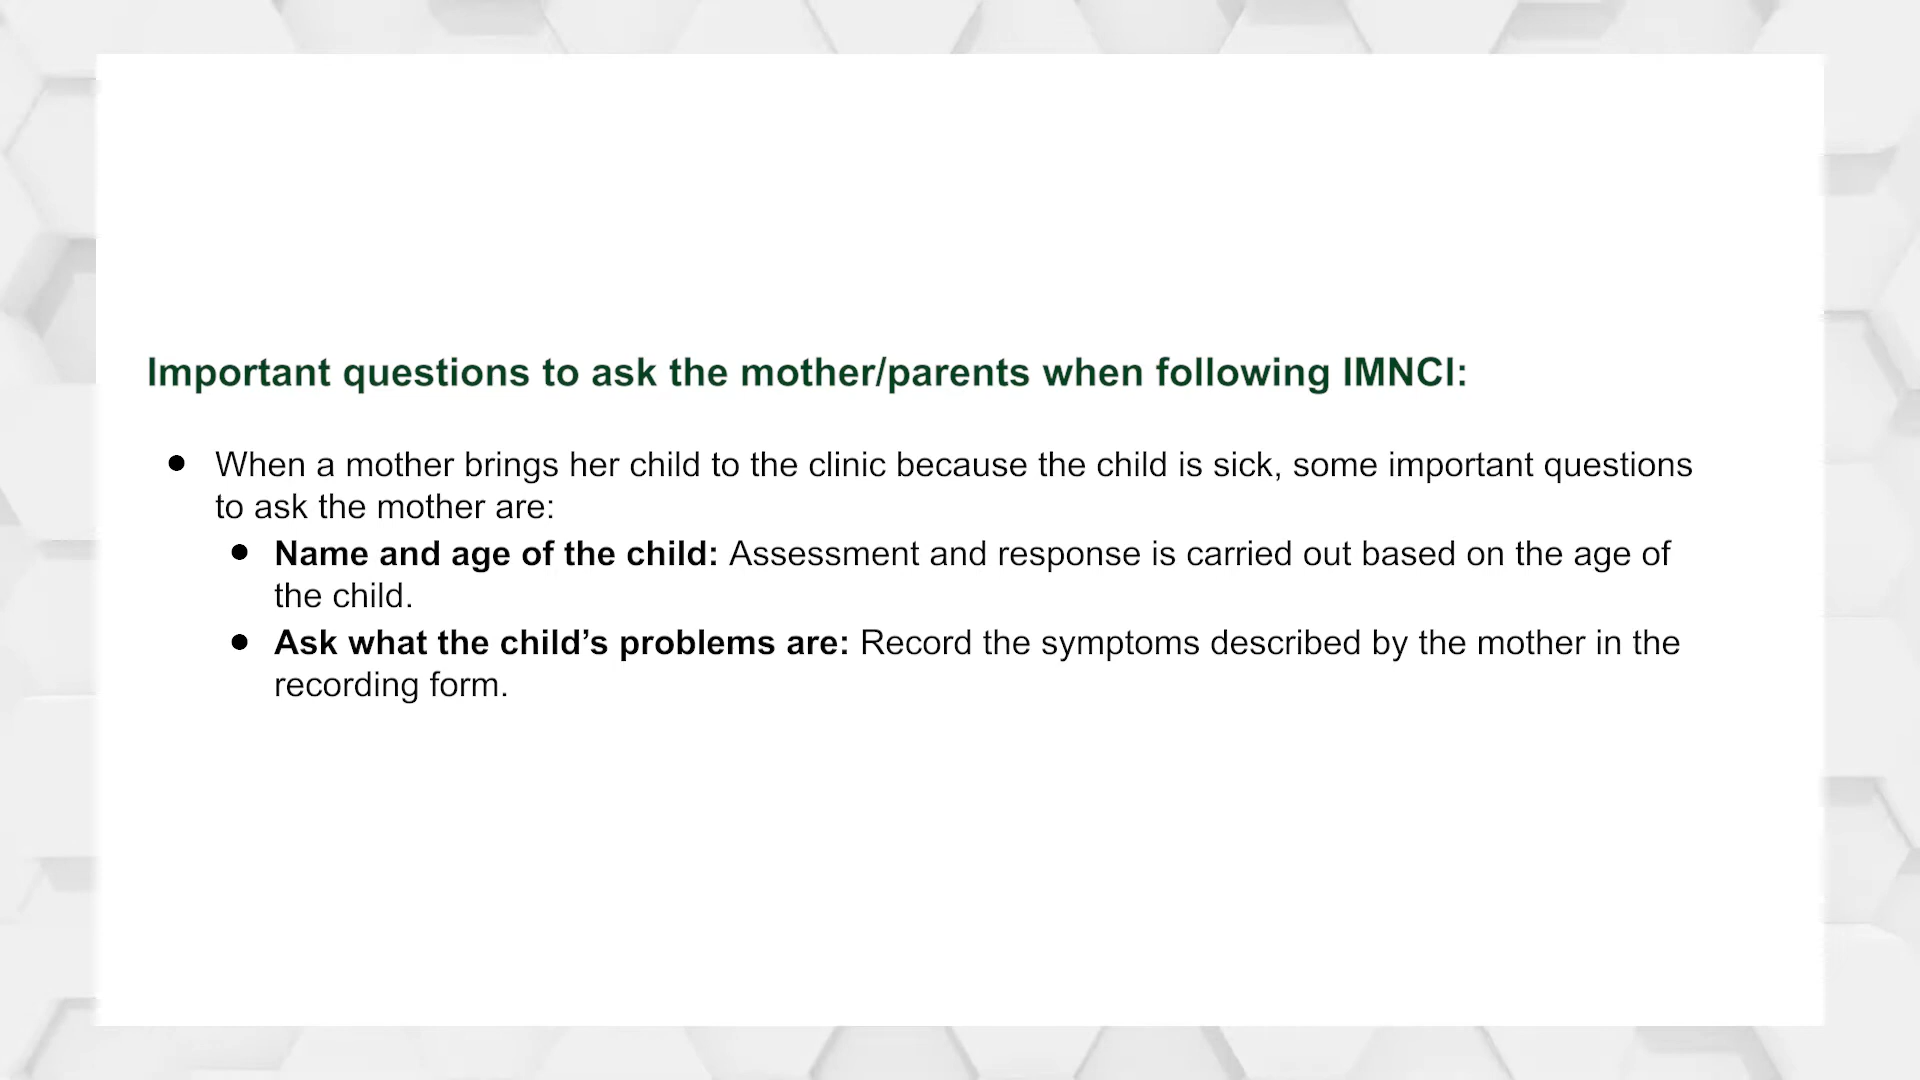 Important questions to ask the mother/parents when following IMNCI:
● When a mother brings her child to the clinic because the child is sick, some important questions
to ask the mother are:
● Name and age of the child: Assessment and response is carried out based on the age of
the child.
● Ask what the child’s problems are: Record the symptoms described by the mother in the
recording form.